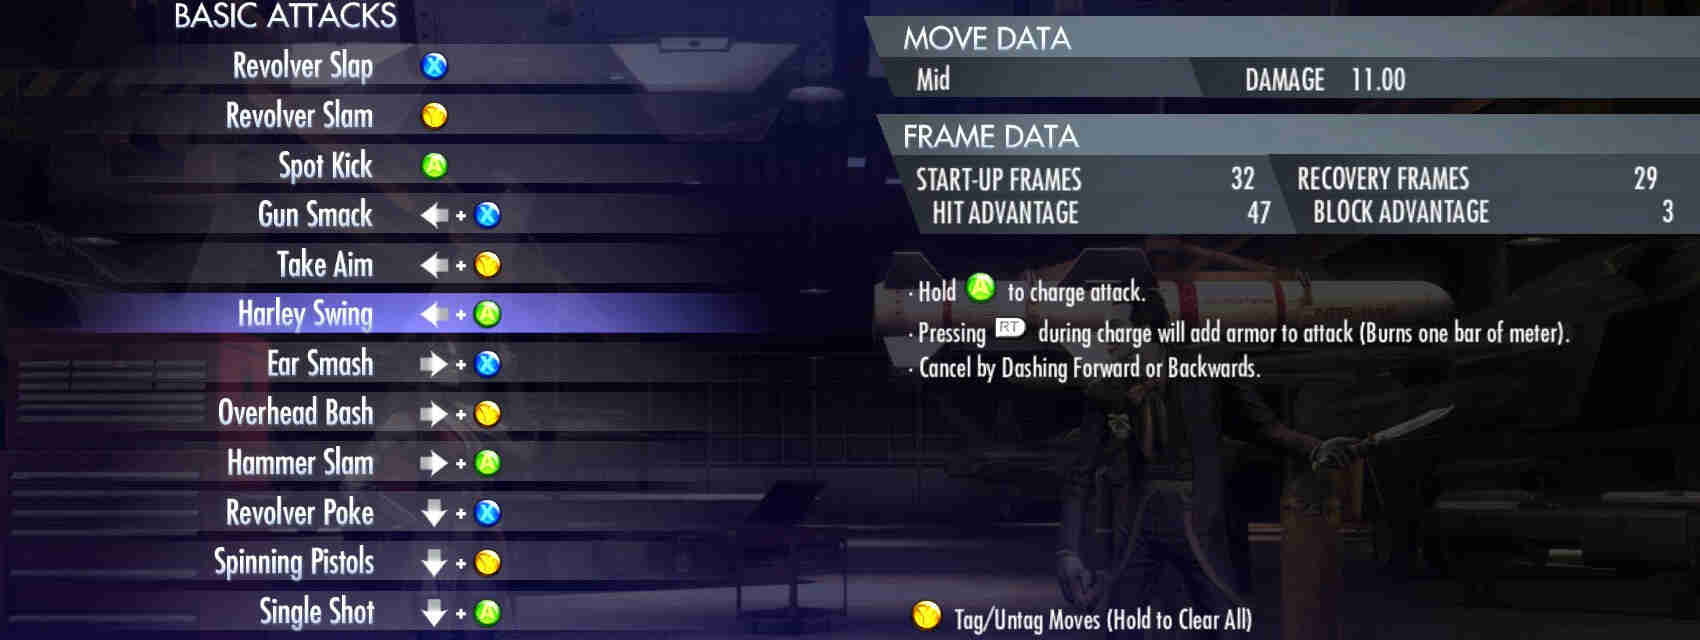 BASIC ATTACKS
Revolver Slap X
Revolver Slam Y
Spot Kick A
Gun Smack + X
Take Aim + Y
Harley Swing + A
Ear Smash + X
Overhead Bash + Y
Hammer Slam + A
Revolver Poke + X
Spinning Pistols + Y
Single Shot + A
MOVE DATA
Mid DAMAGE 11.00
FRAME DATA
START-UP FRAMES 32 RECOVERY FRAMES 29
HIT ADVANTAGE 47 BLOCK ADVANTAGE 3
· Hold A to charge attack.
· Pressing RT during charge will add armor to attack (Burns one bar of meter).
· Cancel by Dashing Forward or Backwards.
Y Tag/Untag Moves (Hold to Clear All)